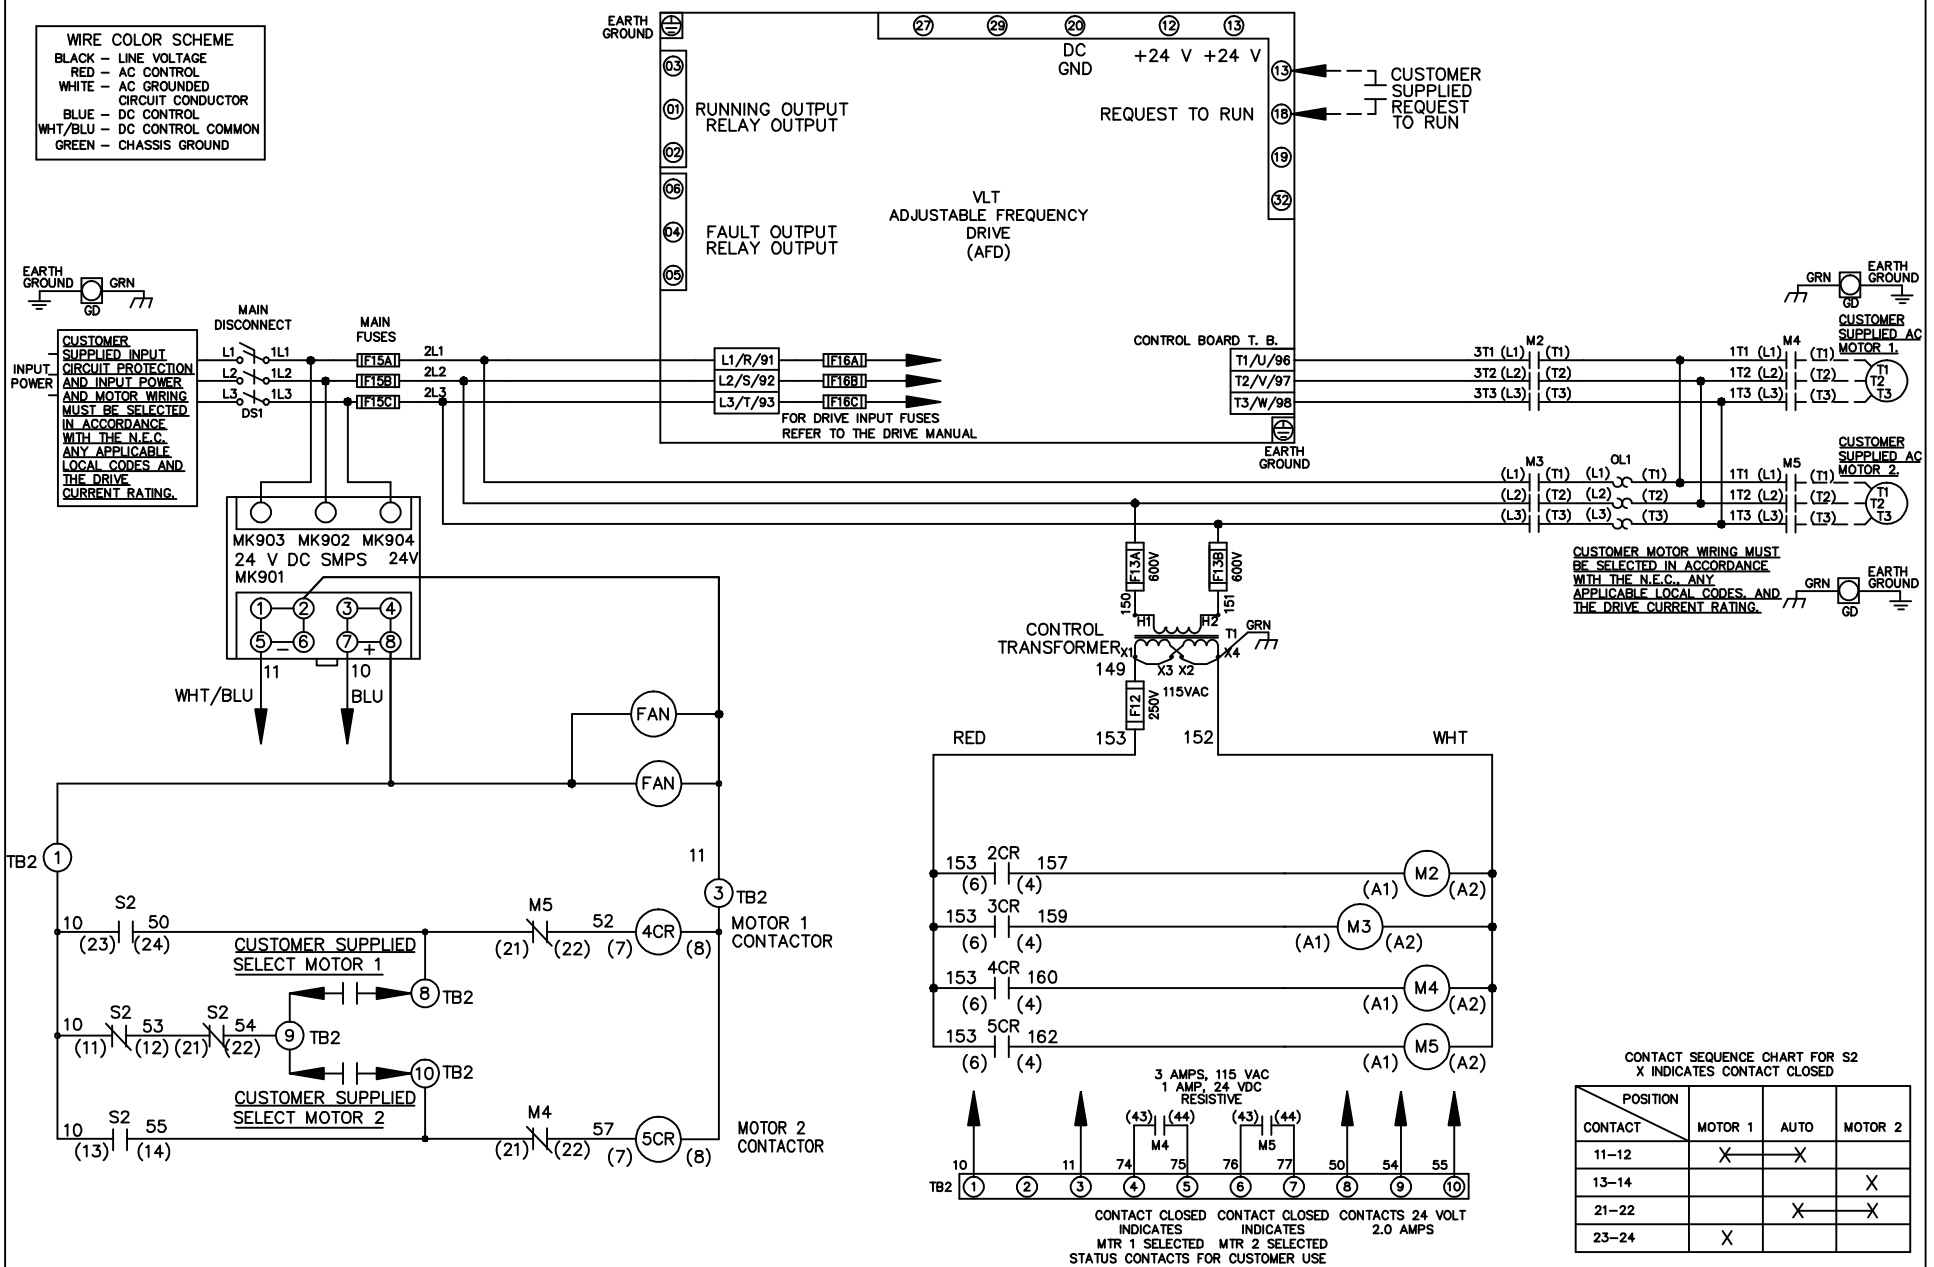 WIRE COLOR SCHEME
BLACK – LINE VOLTAGE
RED – AC CONTROL
WHITE – AC GROUNDED
CIRCUIT CONDUCTOR
BLUE – DC CONTROL
WHT/BLU – DC CONTROL COMMON
GREEN – CHASSIS GROUND
EARTH
GROUND
27 29 20 12 13
DC
GND
+24 V +24 V
03
01
02
RUNNING OUTPUT
RELAY OUTPUT
06
04
05
FAULT OUTPUT
RELAY OUTPUT
13
18
19
32
REQUEST TO RUN
CUSTOMER
SUPPLIED
REQUEST
TO RUN
VLT
ADJUSTABLE FREQUENCY
DRIVE
(AFD)
EARTH
GROUND
GRN
GD
INPUT
POWER
CUSTOMER
SUPPLIED INPUT
CIRCUIT PROTECTION
AND INPUT POWER
AND MOTOR WIRING
MUST BE SELECTED
IN ACCORDANCE
WITH THE N.E.C.
ANY APPLICABLE
LOCAL CODES AND
THE DRIVE
CURRENT RATING.
MAIN
DISCONNECT
L1 1L1
L2 1L2
L3 1L3
DS1
MAIN
FUSES
F15A 2L1
F15B 2L2
F15C 2L3
L1/R/91 F16A
L2/S/92 F16B
L3/T/93 F16C
FOR DRIVE INPUT FUSES
REFER TO THE DRIVE MANUAL
CONTROL BOARD T. B.
T1/U/96
T2/V/97
T3/W/98
EARTH
GROUND
M2
3T1 (L1) (T1)
3T2 (L2) (T2)
3T3 (L3) (T3)
M4
1T1 (L1) (T1)
1T2 (L2) (T2)
1T3 (L3) (T3)
GRN
GD
EARTH
GROUND
CUSTOMER
SUPPLIED AC
MOTOR 1.
T1
T2
T3
M3 OL1
(L1) (T1) (L1) (T1)
(L2) (T2) (L2) (T2)
(L3) (T3) (L3) (T3)
M5
1T1 (L1) (T1)
1T2 (L2) (T2)
1T3 (L3) (T3)
CUSTOMER
SUPPLIED AC
MOTOR 2.
T1
T2
T3
CUSTOMER MOTOR WIRING MUST
BE SELECTED IN ACCORDANCE
WITH THE N.E.C., ANY
APPLICABLE LOCAL CODES, AND
THE DRIVE CURRENT RATING.
GRN
GD
EARTH
GROUND
MK903 MK902 MK904
24 V DC SMPS 24V
MK901
1 2 3 4
5 – 6 7 + 8
11 10
WHT/BLU BLU
FAN
FAN
F13A 600V
F13B 600V
150 151
H1 H2
CONTROL
TRANSFORMER
T1 GRN
X1 X3 X2 X4
149
F12 250V
115VAC
153 152
RED WHT
TB2 1
11
3 TB2
10 S2 50 M5 52 4CR
(23) (24) (21) (22) (7) (8)
MOTOR 1
CONTACTOR
CUSTOMER SUPPLIED
SELECT MOTOR 1
8 TB2
10 S2 53 S2 54 9 TB2
(11) (12) (21) (22)
10 TB2
CUSTOMER SUPPLIED
SELECT MOTOR 2
10 S2 55 M4 57 5CR
(13) (14) (21) (22) (7) (8)
MOTOR 2
CONTACTOR
153 2CR 157 M2
(6) (4) (A1) (A2)
153 3CR 159 M3
(6) (4) (A1) (A2)
153 4CR 160 M4
(6) (4) (A1) (A2)
153 5CR 162 M5
(6) (4) (A1) (A2)
3 AMPS, 115 VAC
1 AMP, 24 VDC
RESISTIVE
(43) (44) (43) (44)
M4 M5
10 11 74 75 76 77 50 54 55
TB2 1 2 3 4 5 6 7 8 9 10
CONTACT CLOSED
INDICATES
MTR 1 SELECTED
CONTACT CLOSED
INDICATES
MTR 2 SELECTED
CONTACTS 24 VOLT
2.0 AMPS
STATUS CONTACTS FOR CUSTOMER USE
CONTACT SEQUENCE CHART FOR S2
X INDICATES CONTACT CLOSED
POSITION
CONTACT MOTOR 1 AUTO MOTOR 2
11–12 X X
13–14 X
21–22 X X
23–24 X